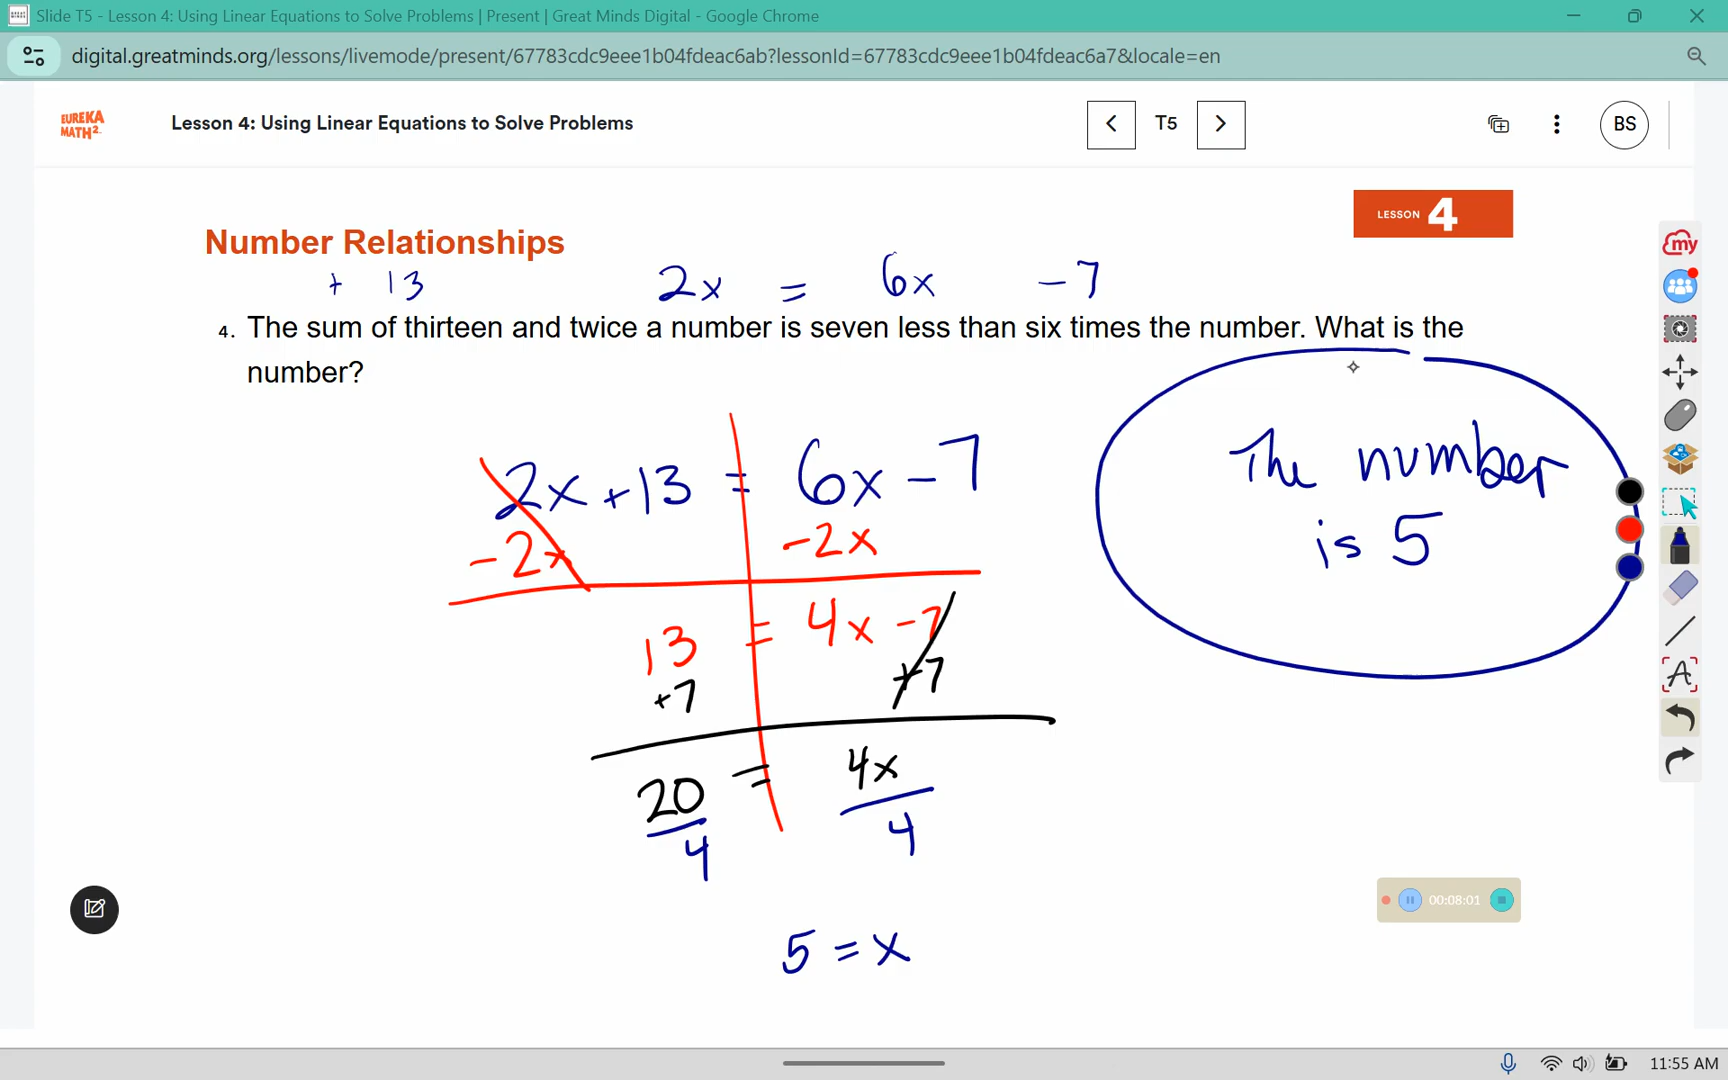 Slide T5 - Lesson 4: Using Linear Equations to Solve Problems | Present | Great Minds Digital - Google Chrome
digital.greatminds.org/lessons/livemode/present/67783cdc9eee1b04fdeac6ab?lessonId=67783cdc9eee1b04fdeac6a7&locale=en
EUREKA
MATH²
Lesson 4: Using Linear Equations to Solve Problems
< T5 >
BS
LESSON 4
my
Number Relationships
+ 13 2x = 6x -7
4. The sum of thirteen and twice a number is seven less than six times the number. What is the
number?
2x + 13 = 6x - 7
-2x -2x
13 = 4x -7
+7 +7
20 = 4x
4 4
5 = x
The number
is 5
A
00:08:01
11:55 AM